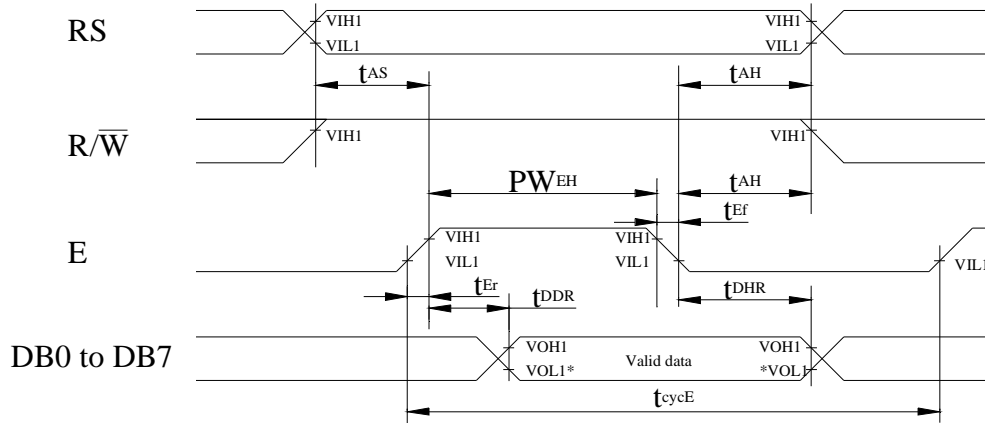 RS
VIH1
VIL1
VIH1
VIL1
tAS
tAH
R/W̅
VIH1
VIH1
PWEH
tAH
tEf
E
VIH1
VIL1
VIH1
VIL1
VIL1
tEr
tDDR
tDHR
DB0 to DB7
VOH1
VOL1*
Valid data
VOH1
*VOL1
tcycE